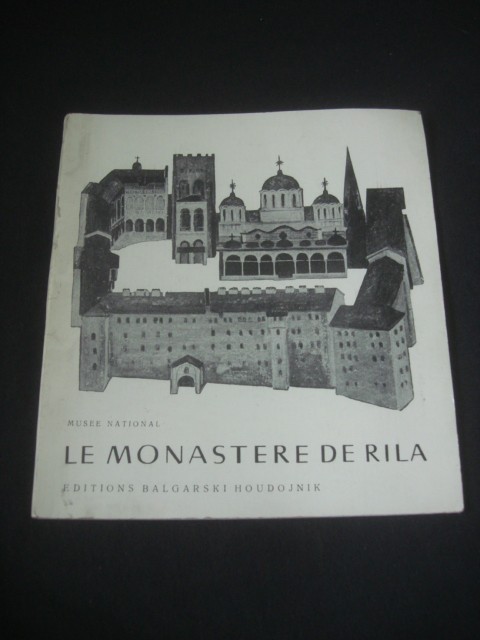 MUSEE NATIONAL
LE MONASTERE DE RILA
EDITIONS BALGARSKI HOUDOJNIK